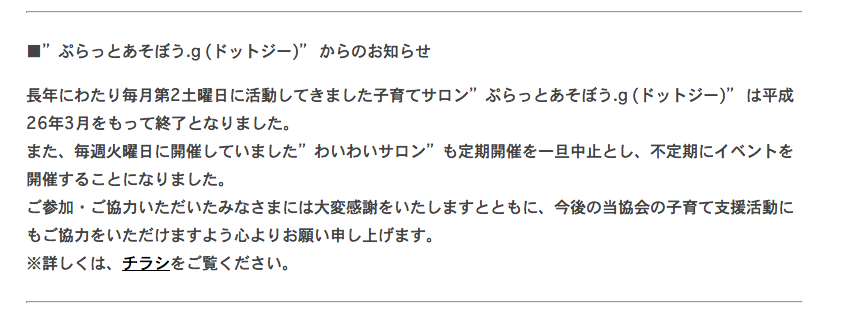 ■”ぷらっとあそぼう.g (ドットジー)” からのお知らせ
長年にわたり毎月第2土曜日に活動してきました子育てサロン”ぷらっとあそぼう.g (ドットジー)” は平成
26年3月をもって終了となりました。
また、毎週火曜日に開催していました”わいわいサロン”も定期開催を一旦中止とし、不定期にイベントを
開催することになりました。
ご参加・ご協力いただいたみなさまには大変感謝をいたしますとともに、今後の当協会の子育て支援活動に
もご協力をいただけますよう心よりお願い申し上げます。
※詳しくは、チラシをご覧ください。